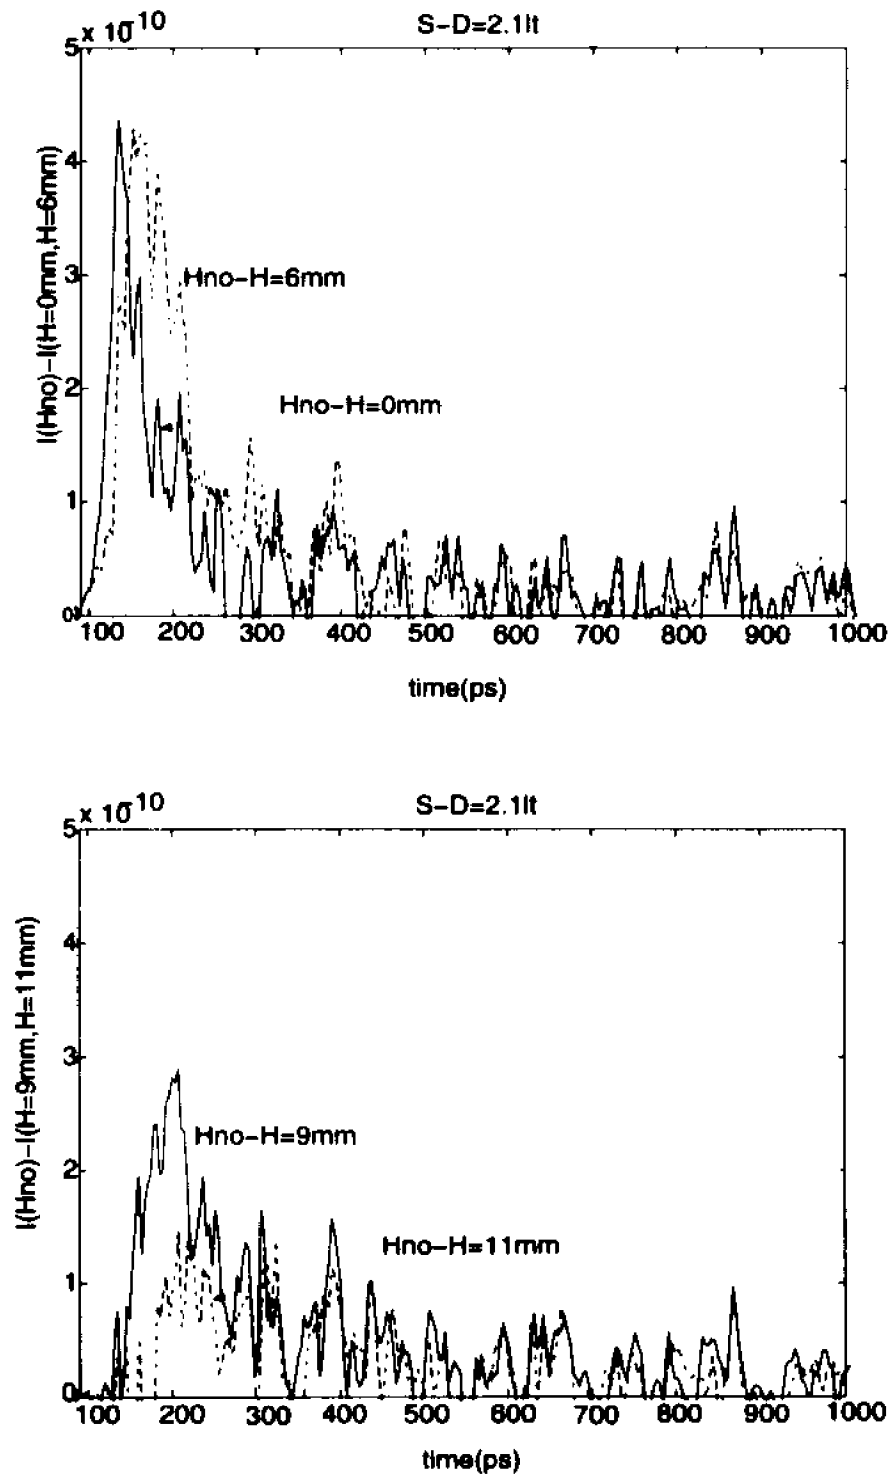 S-D=2.1lt
5 x 10^-10
4
3
2
1
0
I(Hno)-I(H=0mm,H=6mm)
Hno-H=6mm
Hno-H=0mm
100 200 300 400 500 600 700 800 900 1000
time(ps)
S-D=2.1lt
5 x 10^-10
4
3
2
1
0
I(Hno)-I(H=9mm,H=11mm)
Hno-H=9mm
Hno-H=11mm
100 200 300 400 500 600 700 800 900 1000
time(ps)